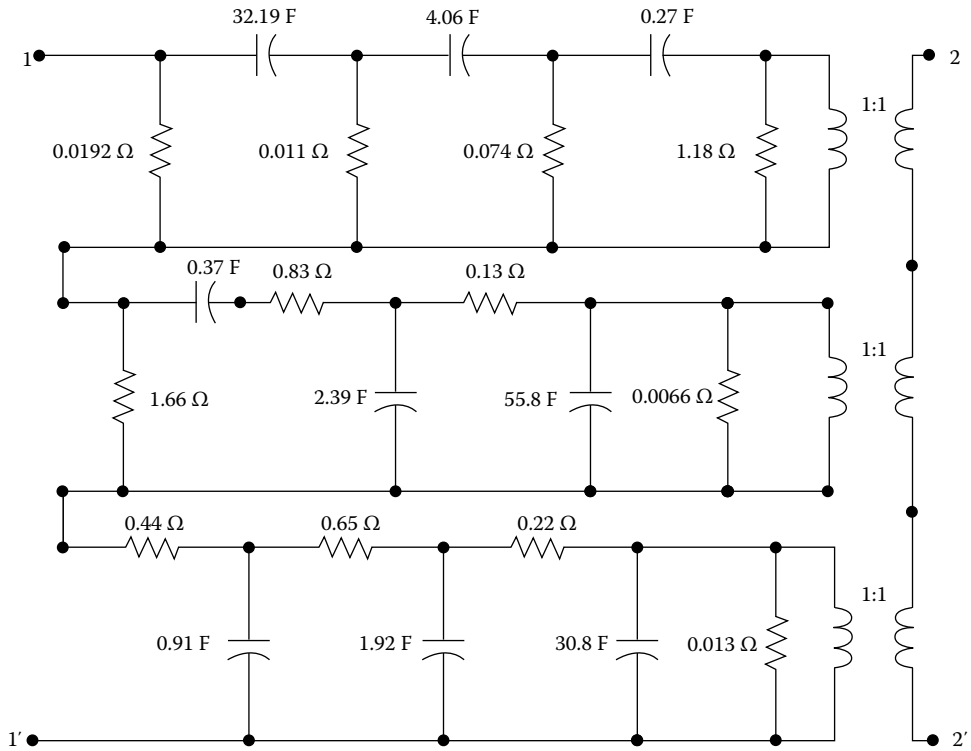 32.19 F
4.06 F
0.27 F
1
2
1:1
0.0192 Ω
0.011 Ω
0.074 Ω
1.18 Ω
0.37 F
0.83 Ω
0.13 Ω
1:1
1.66 Ω
2.39 F
55.8 F
0.0066 Ω
0.44 Ω
0.65 Ω
0.22 Ω
1:1
0.91 F
1.92 F
30.8 F
0.013 Ω
1′
2′